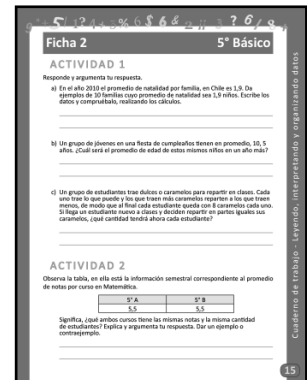 Ficha 2
5° Básico
ACTIVIDAD 1
Responde y argumenta tu respuesta.
a) En el año 2010 el promedio de natalidad por familia, en Chile es 1,9. Da
ejemplos de 10 familias cuyo promedio de natalidad sea 1,9 niños. Escribe los
datos y compruébalo, realizando los cálculos.
b) Un grupo de jóvenes en una fiesta de cumpleaños tienen en promedio, 10, 5
años. ¿Cuál será el promedio de edad de estos mismos niños en un año más?
c) Un grupo de estudiantes trae dulces o caramelos para repartir en clases. Cada
uno trae lo que puede y los que traen más caramelos reparten a los que traen
menos, de modo que al final cada estudiante queda con 8 caramelos cada uno.
Si llega un estudiante nuevo a clases y deciden repartir en partes iguales sus
caramelos, ¿qué cantidad tendrá ahora cada estudiante?
ACTIVIDAD 2
Observa la tabla, en ella está la información semestral correspondiente al promedio
de notas por curso en Matemática.
5° A 5° B
5,5 5,5
Significa, ¿qué ambos cursos tiene las mismas notas y la misma cantidad
de estudiantes? Explica y argumenta tu respuesta. Dar un ejemplo o
contraejemplo.
Cuaderno de trabajo - Leyendo, interpretando y organizando datos
15